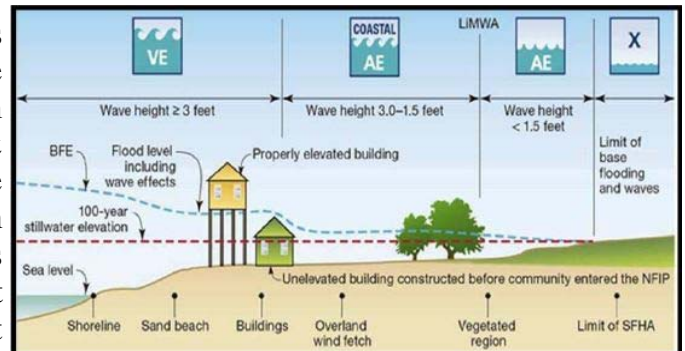 VE
COASTAL
AE
LiMWA
AE
X
Wave height ≥ 3 feet
Wave height 3.0–1.5 feet
Wave height
< 1.5 feet
Limit of
base
flooding
and waves
BFE
Flood level
including
wave effects
Properly elevated building
100-year
stillwater elevation
Sea level
Unelevated building constructed before community entered the NFIP
Shoreline
Sand beach
Buildings
Overland
wind fetch
Vegetated
region
Limit of SFHA